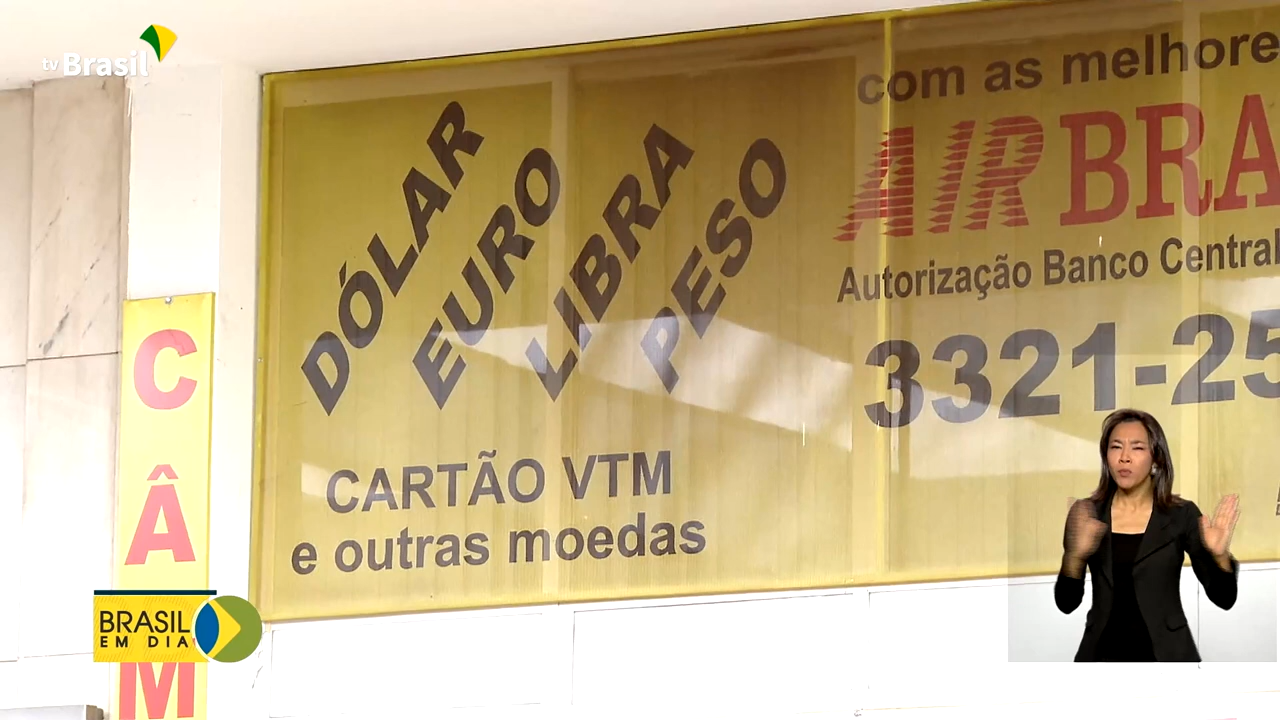 tv Brasil
DÓLAR
EURO
LIBRA
PESO
CARTÃO VTM
e outras moedas
com as melhore
AIR BRA
Autorização Banco Central
3321-25
C
Â
M
BRASIL
EM DIA